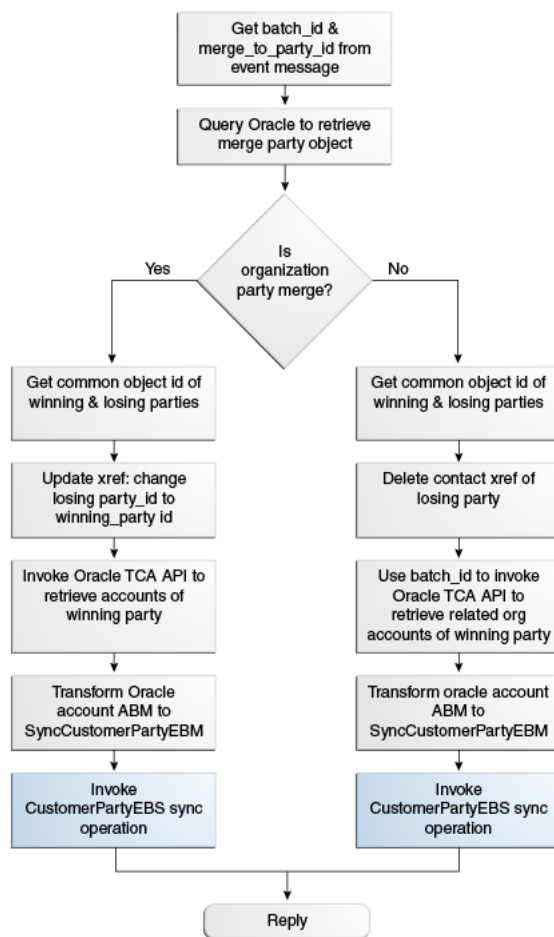 Get batch_id &
merge_to_party_id from
event message
Query Oracle to retrieve
merge party object
Is
organization
party merge?
Yes
No
Get common object id of
winning & losing parties
Update xref: change
losing party_id to
winning_party id
Invoke Oracle TCA API to
retrieve accounts of
winning party
Transform Oracle
account ABM to
SyncCustomerPartyEBM
Invoke
CustomerPartyEBS sync
operation
Get common object id of
winning & losing parties
Delete contact xref of
losing party
Use batch_id to invoke
Oracle TCA API to
retrieve related org
accounts of winning party
Transform oracle account
ABM to
SyncCustomerPartyEBM
Invoke
CustomerPartyEBS sync
operation
Reply